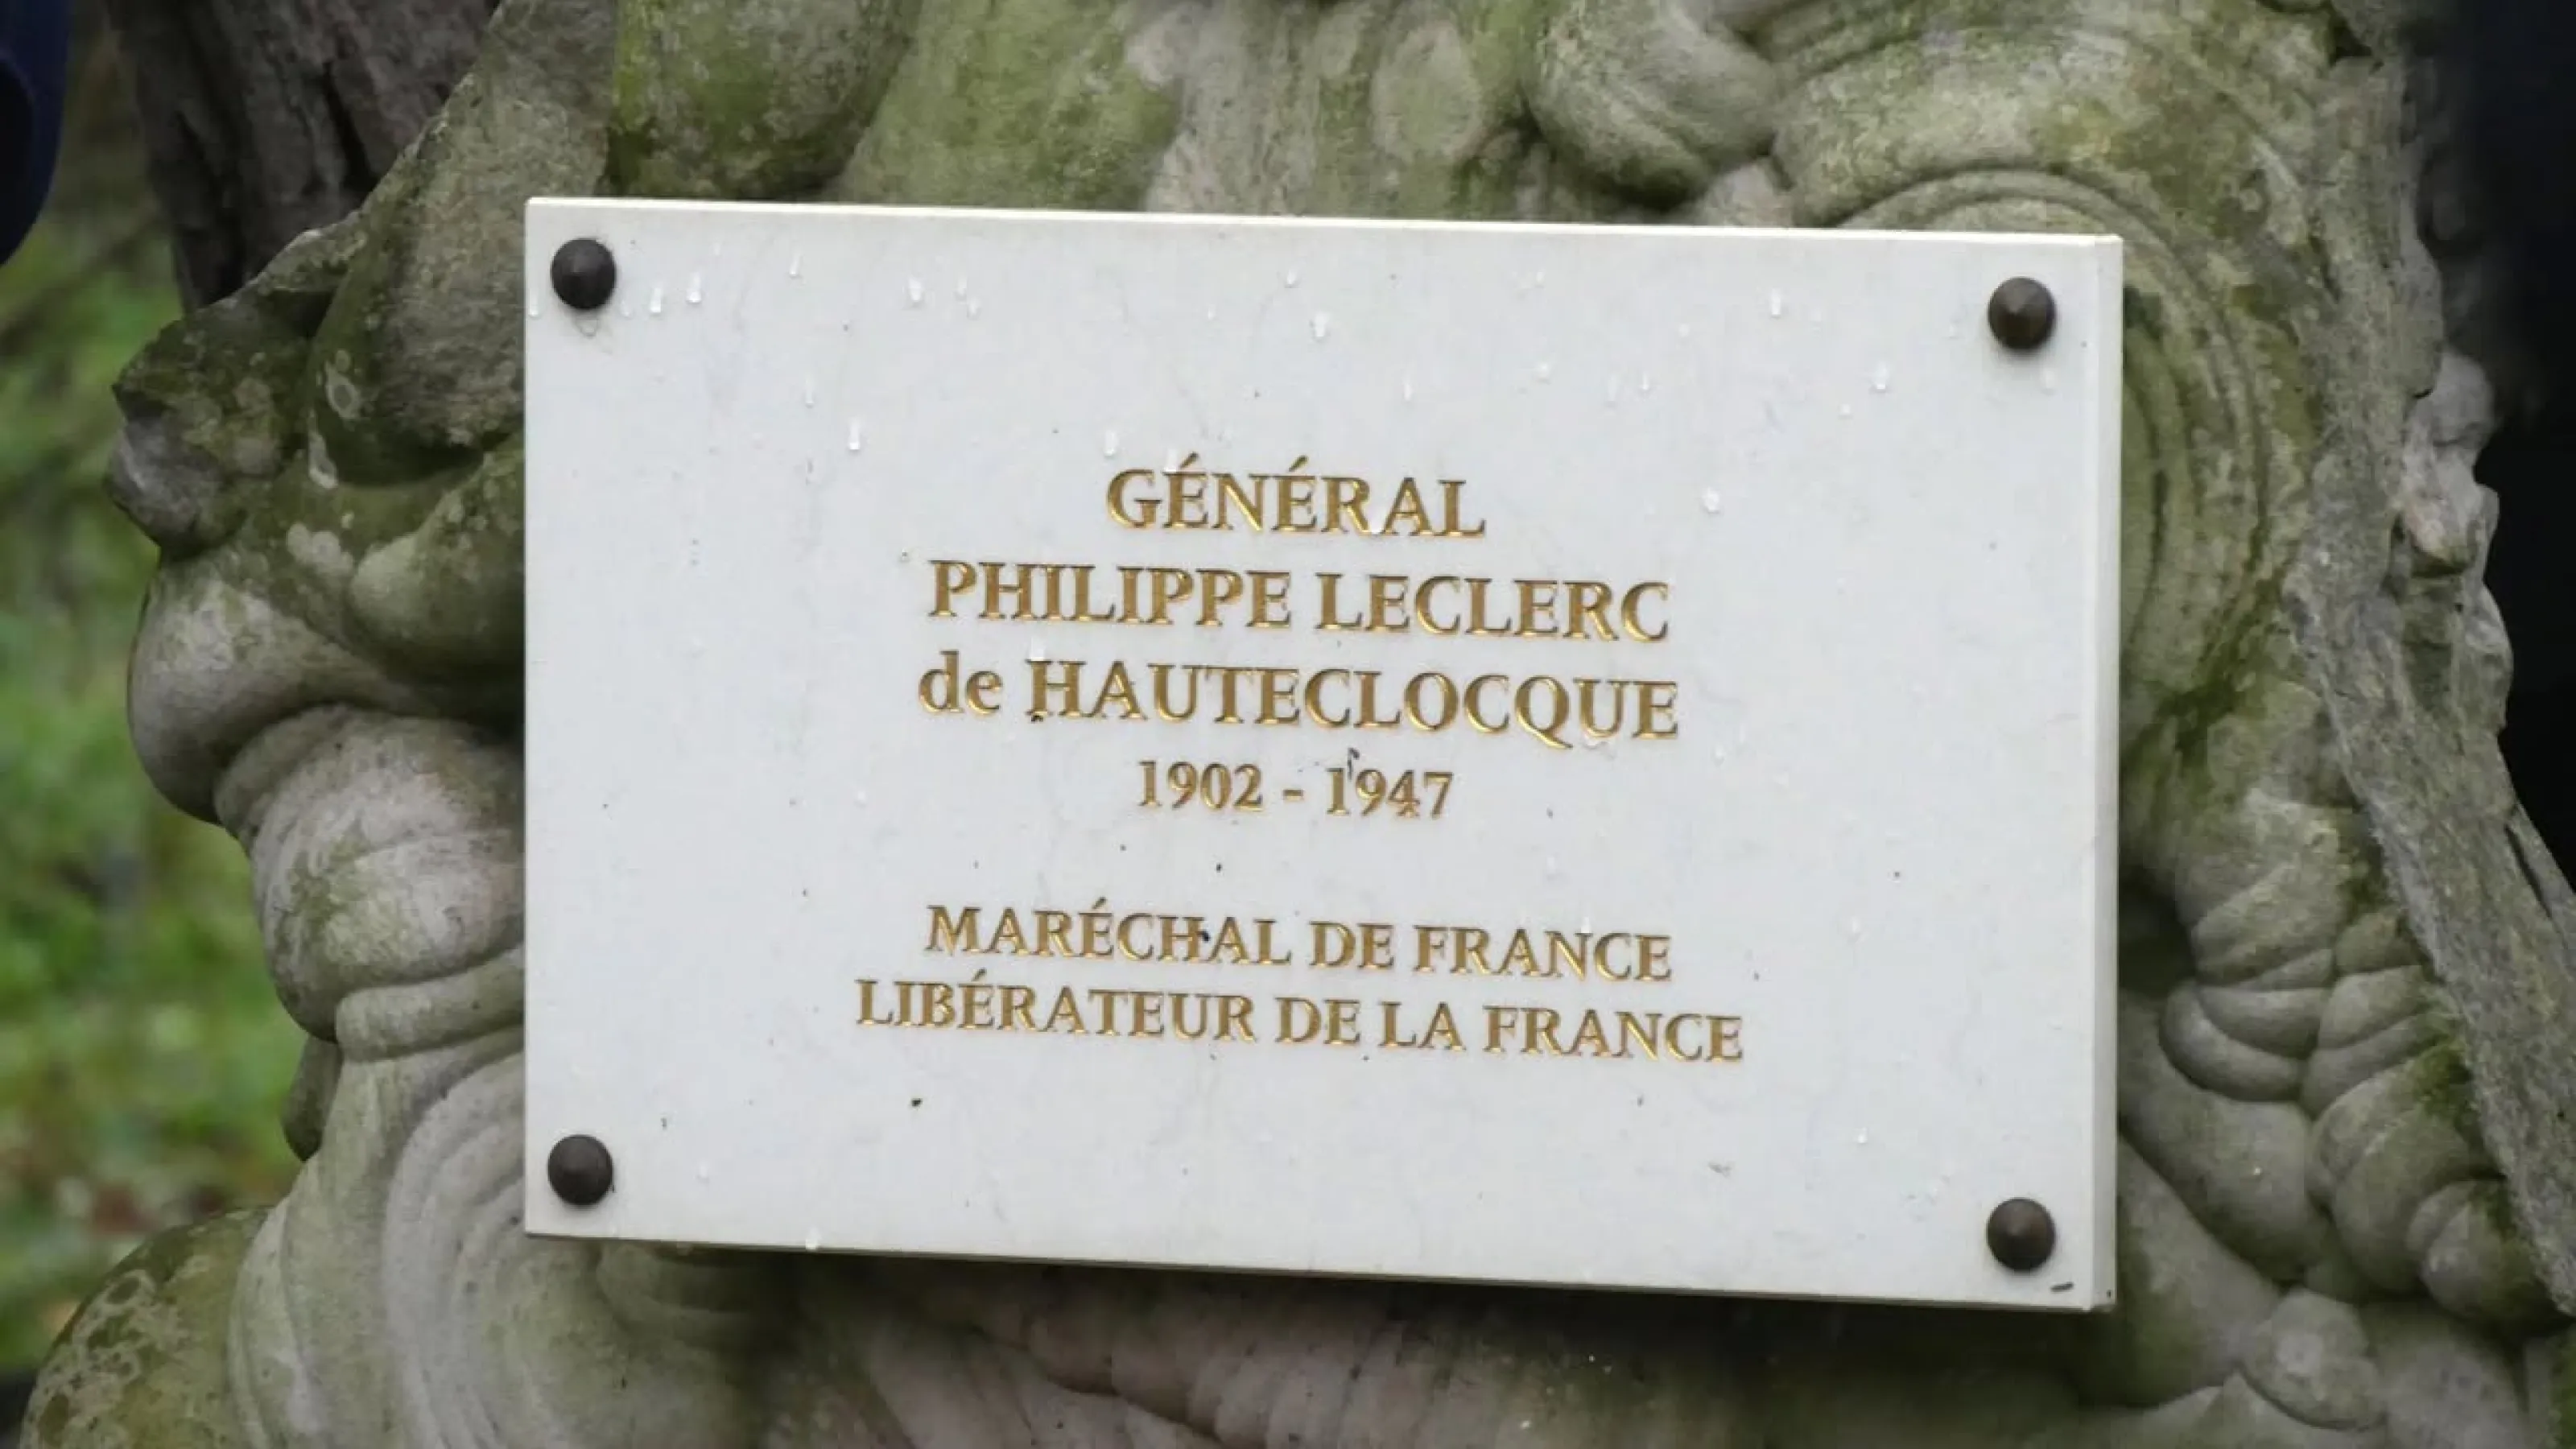 GÉNÉRAL
PHILIPPE LECLERC
de HAUTECLOCQUE
1902 - 1947
MARÉCHAL DE FRANCE
LIBÉRATEUR DE LA FRANCE